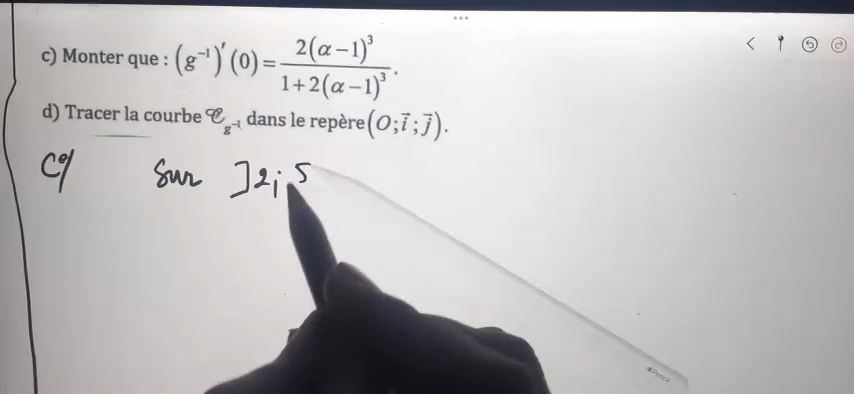 c) Monter que : (g⁻¹)′(0) = 2(α−1)³ / 1+2(α−1)³ .
d) Tracer la courbe 𝒞g⁻¹ dans le repère (O; i⃗ ; j⃗).
C°/ Sur ]2; 5
Pencil